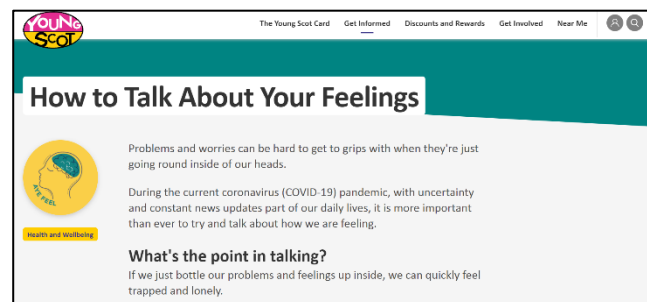 YOUNG
SCOT
The Young Scot Card Get Informed Discounts and Rewards Get Involved Near Me
How to Talk About Your Feelings
AYE FEEL
Health and Wellbeing
Problems and worries can be hard to get to grips with when they're just
going round inside of our heads.
During the current coronavirus (COVID-19) pandemic, with uncertainty
and constant news updates part of our daily lives, it is more important
than ever to try and talk about how we are feeling.
What's the point in talking?
If we just bottle our problems and feelings up inside, we can quickly feel
trapped and lonely.